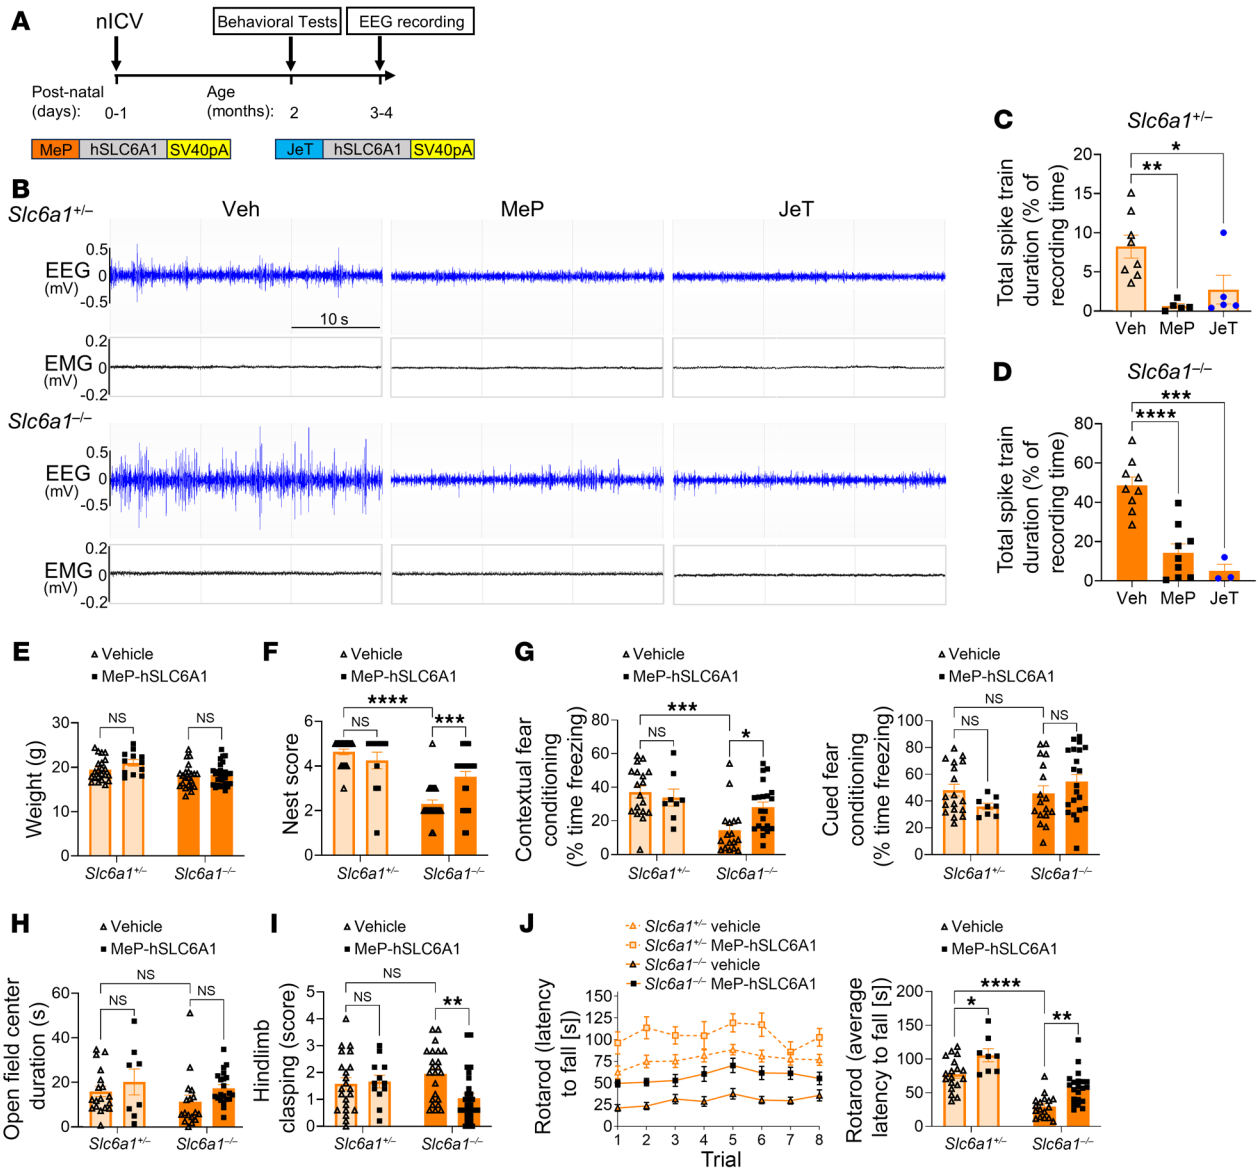 A
nICV
Behavioral Tests
EEG recording
Post-natal
(days):
0-1
Age
(months):
2
3-4
MeP
hSLC6A1
SV40pA
JeT
hSLC6A1
SV40pA
B
Slc6a1+/–
Veh
MeP
JeT
EEG
(mV)
0.5
0
-0.5
10 s
EMG
(mV)
0.2
0
-0.2
Slc6a1–/–
EEG
(mV)
0.5
0
-0.5
EMG
(mV)
0.2
0
-0.2
C
Slc6a1+/–
Total spike train
duration (% of
recording time)
20
15
10
5
0
*
**
Veh
MeP
JeT
D
Slc6a1–/–
Total spike train
duration (% of
recording time)
80
60
40
20
0
***
****
Veh
MeP
JeT
E
Vehicle
MeP-hSLC6A1
Weight (g)
30
20
10
0
NS
NS
Slc6a1+/–
Slc6a1–/–
F
Vehicle
MeP-hSLC6A1
Nest score
6
4
2
0
****
NS
***
Slc6a1+/–
Slc6a1–/–
G
Vehicle
MeP-hSLC6A1
Contextual fear
conditioning
(% time freezing)
80
60
40
20
0
***
NS
*
Slc6a1+/–
Slc6a1–/–
Vehicle
MeP-hSLC6A1
Cued fear
conditioning
(% time freezing)
100
80
60
40
20
0
NS
NS
NS
Slc6a1+/–
Slc6a1–/–
H
Vehicle
MeP-hSLC6A1
Open field center
duration (s)
60
40
20
0
NS
NS
NS
Slc6a1+/–
Slc6a1–/–
I
Vehicle
MeP-hSLC6A1
Hindlimb
clasping (score)
5
4
3
2
1
0
NS
NS
**
Slc6a1+/–
Slc6a1–/–
J
Slc6a1+/– vehicle
Slc6a1+/– MeP-hSLC6A1
Slc6a1–/– vehicle
Slc6a1–/– MeP-hSLC6A1
Rotarod (latency
to fall [s])
150
125
100
75
50
25
0
1 2 3 4 5 6 7 8
Trial
Vehicle
MeP-hSLC6A1
Rotarod (average
latency to fall [s])
200
150
100
50
0
****
*
**
Slc6a1+/–
Slc6a1–/–